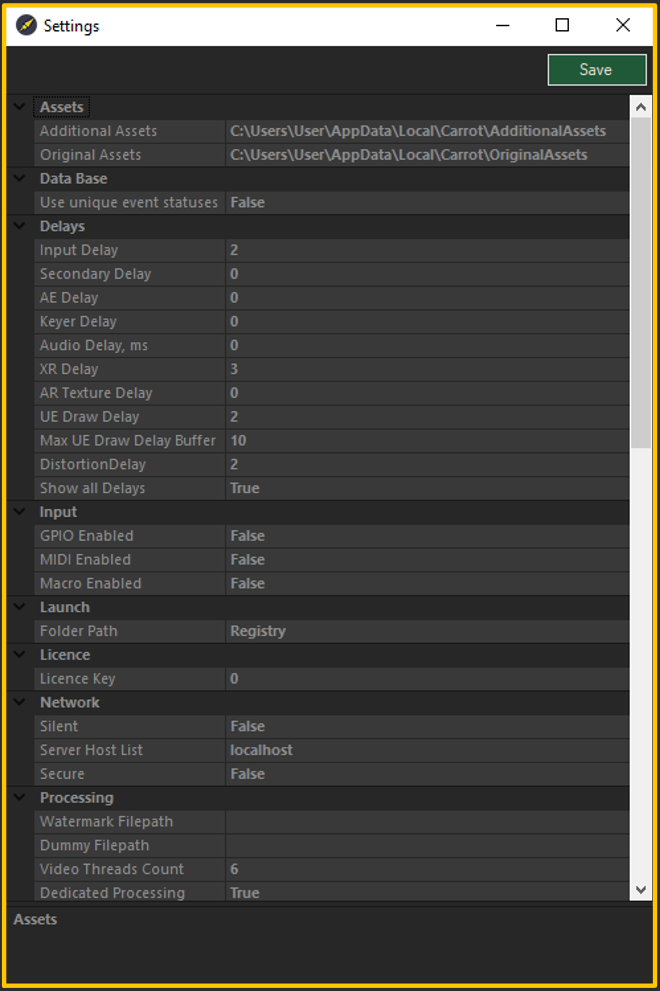 Settings
Save
Assets
Additional Assets C:\Users\User\AppData\Local\Carrot\AdditionalAssets
Original Assets C:\Users\User\AppData\Local\Carrot\OriginalAssets
Data Base
Use unique event statuses False
Delays
Input Delay 2
Secondary Delay 0
AE Delay 0
Keyer Delay 0
Audio Delay, ms 0
XR Delay 3
AR Texture Delay 0
UE Draw Delay 2
Max UE Draw Delay Buffer 10
DistortionDelay 2
Show all Delays True
Input
GPIO Enabled False
MIDI Enabled False
Macro Enabled False
Launch
Folder Path Registry
Licence
Licence Key 0
Network
Silent False
Server Host List localhost
Secure False
Processing
Watermark Filepath
Dummy Filepath
Video Threads Count 6
Dedicated Processing True
Assets